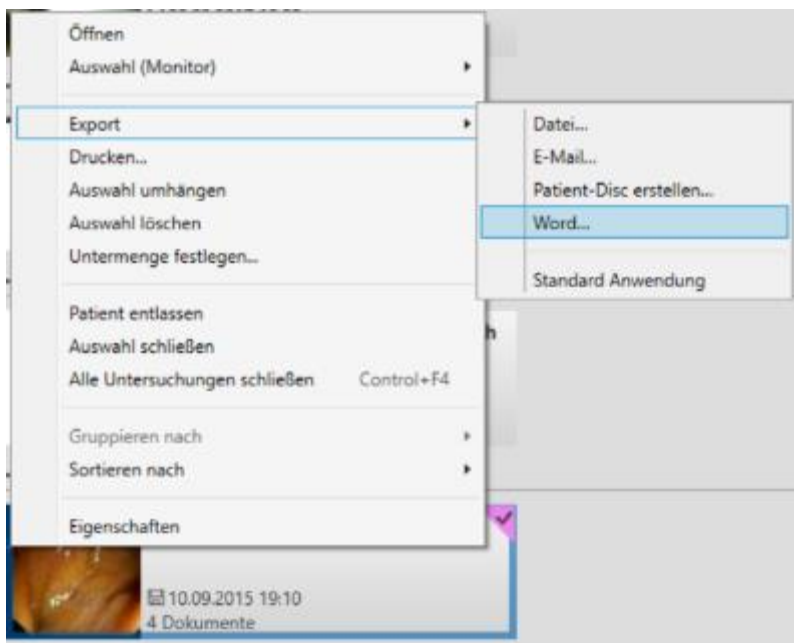 Öffnen
Auswahl (Monitor)
Export
Drucken...
Auswahl umhängen
Auswahl löschen
Untermenge festlegen...
Patient entlassen
Auswahl schließen
Alle Untersuchungen schließen Control+F4
Gruppieren nach
Sortieren nach
Eigenschaften
Datei...
E-Mail...
Patient-Disc erstellen...
Word...
Standard Anwendung
h
10.09.2015 19:10
4 Dokumente